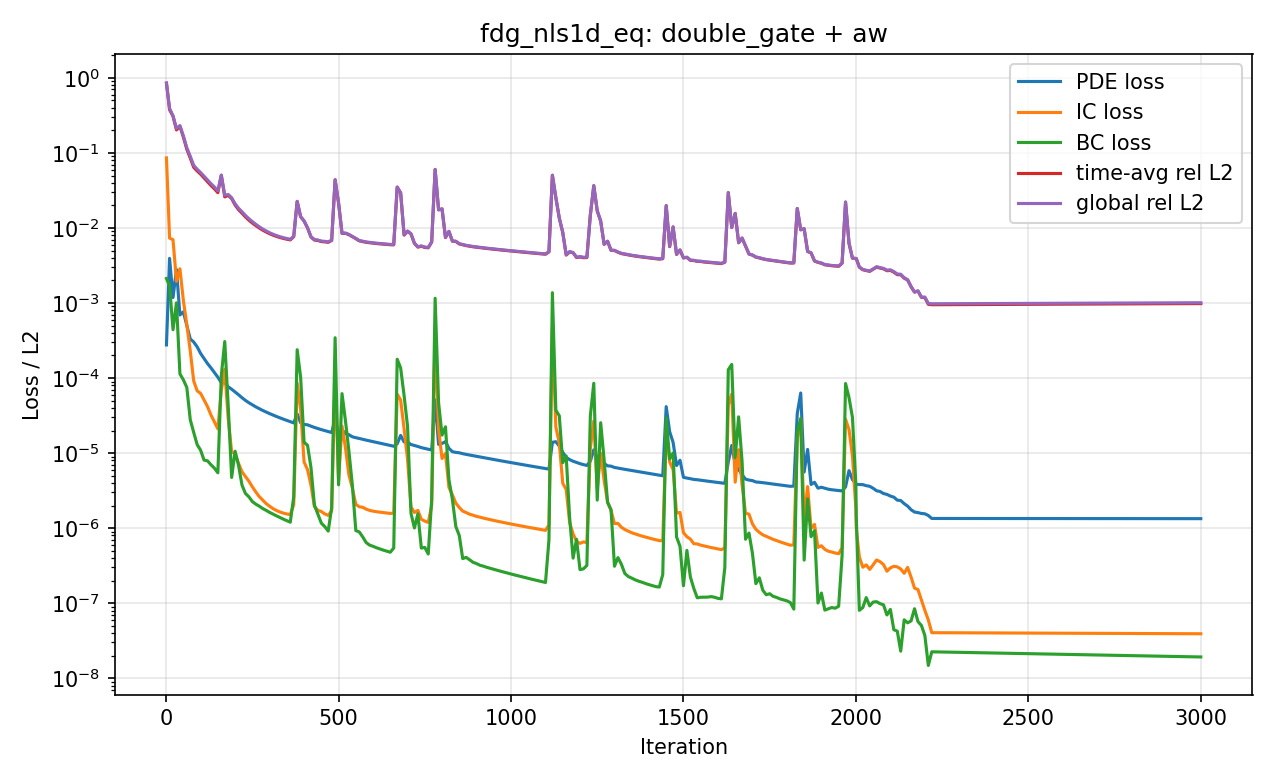 fdg_nls1d_eq: double_gate + aw
Loss / L2
10⁰
10⁻¹
10⁻²
10⁻³
10⁻⁴
10⁻⁵
10⁻⁶
10⁻⁷
10⁻⁸
PDE loss
IC loss
BC loss
time-avg rel L2
global rel L2
0 500 1000 1500 2000 2500 3000
Iteration